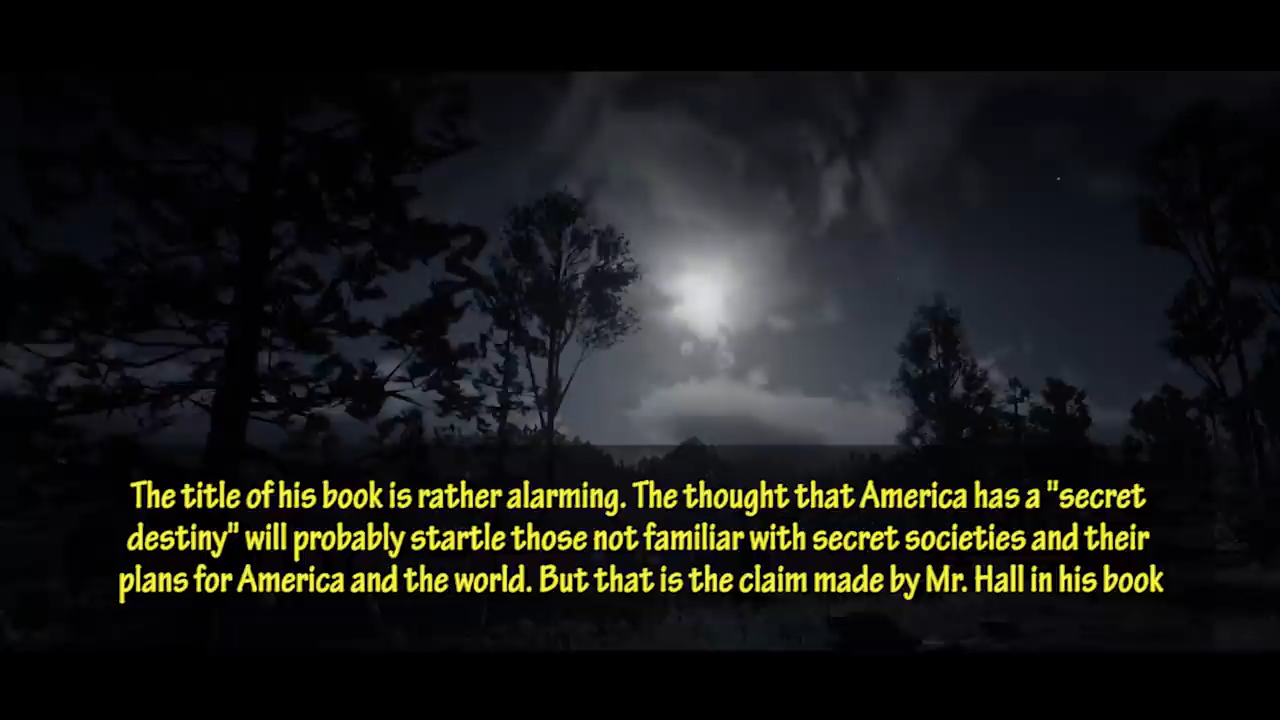 The title of his book is rather alarming. The thought that America has a "secret
destiny" will probably startle those not familiar with secret societies and their
plans for America and the world. But that is the claim made by Mr. Hall in his book